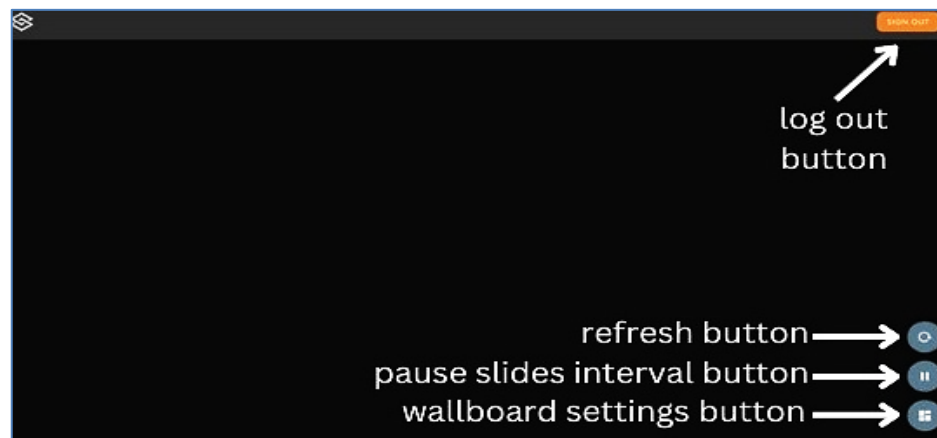 SIGN OUT
log out
button
refresh button
pause slides interval button
wallboard settings button